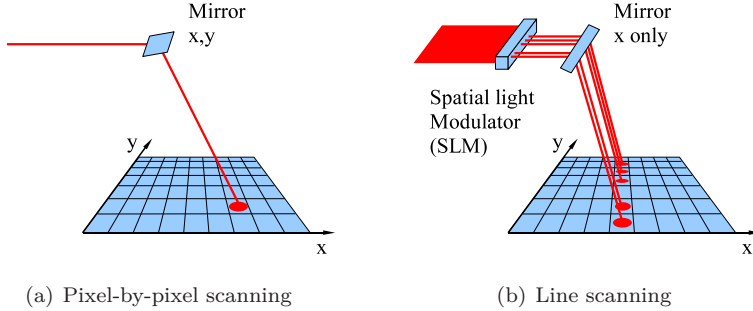 Mirror
x,y
y
x
(a) Pixel-by-pixel scanning
Mirror
x only
Spatial light
Modulator
(SLM)
y
x
(b) Line scanning